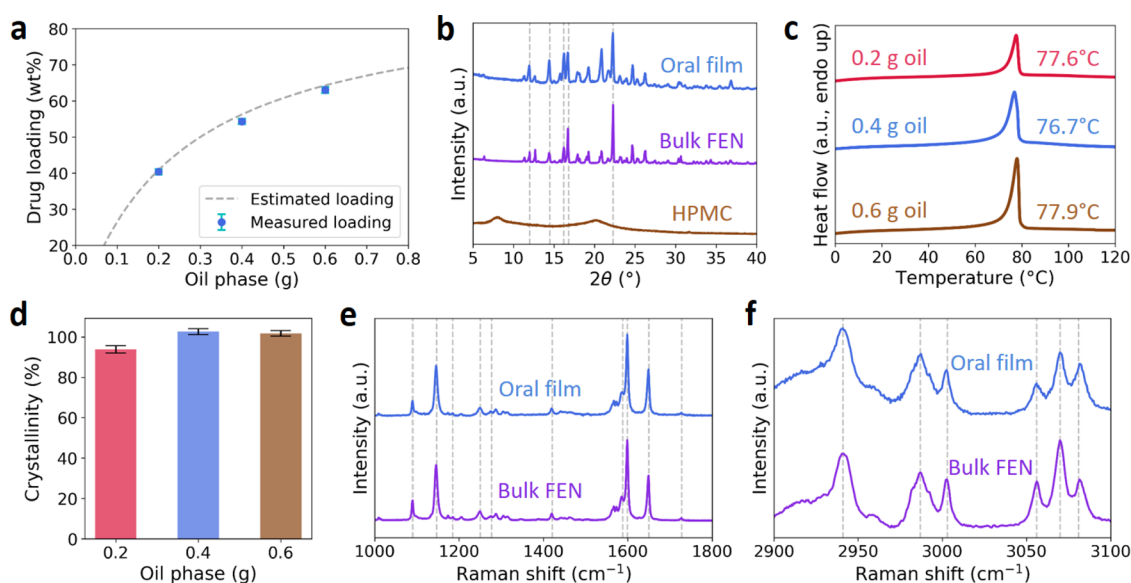 a
Drug loading (wt%)
80
70
60
50
40
30
20
0.0 0.1 0.2 0.3 0.4 0.5 0.6 0.7 0.8
Oil phase (g)
Estimated loading
Measured loading
b
Intensity (a.u.)
Oral film
Bulk FEN
HPMC
5 10 15 20 25 30 35 40
2θ (°)
c
Heat flow (a.u., endo up)
0.2 g oil 77.6°C
0.4 g oil 76.7°C
0.6 g oil 77.9°C
0 20 40 60 80 100 120
Temperature (°C)
d
Crystallinity (%)
100
80
60
40
20
0
0.2 0.4 0.6
Oil phase (g)
e
Intensity (a.u.)
Oral film
Bulk FEN
1000 1200 1400 1600 1800
Raman shift (cm⁻¹)
f
Intensity (a.u.)
Oral film
Bulk FEN
2900 2950 3000 3050 3100
Raman shift (cm⁻¹)